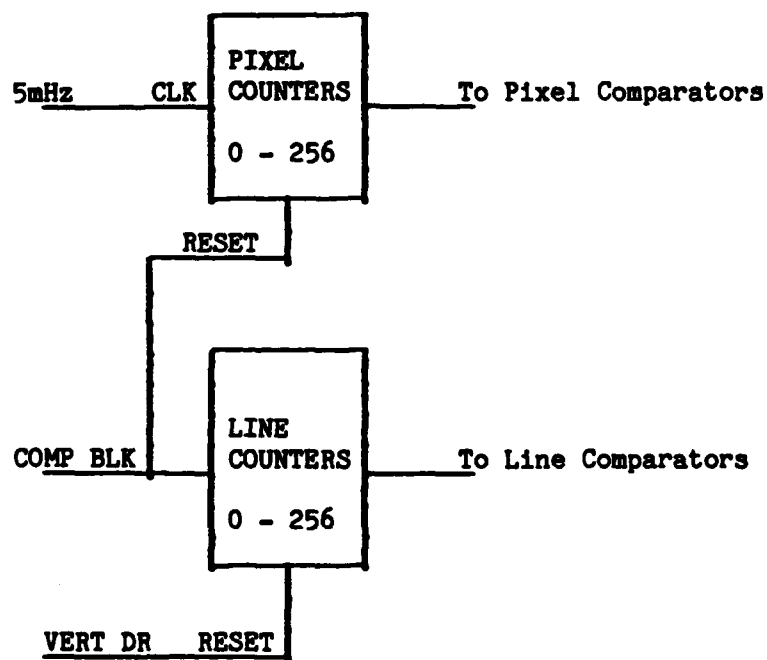 PIXEL
COUNTERS
0 - 256
5mHz CLK
To Pixel Comparators
RESET
LINE
COUNTERS
0 - 256
COMP BLK
To Line Comparators
VERT DR RESET